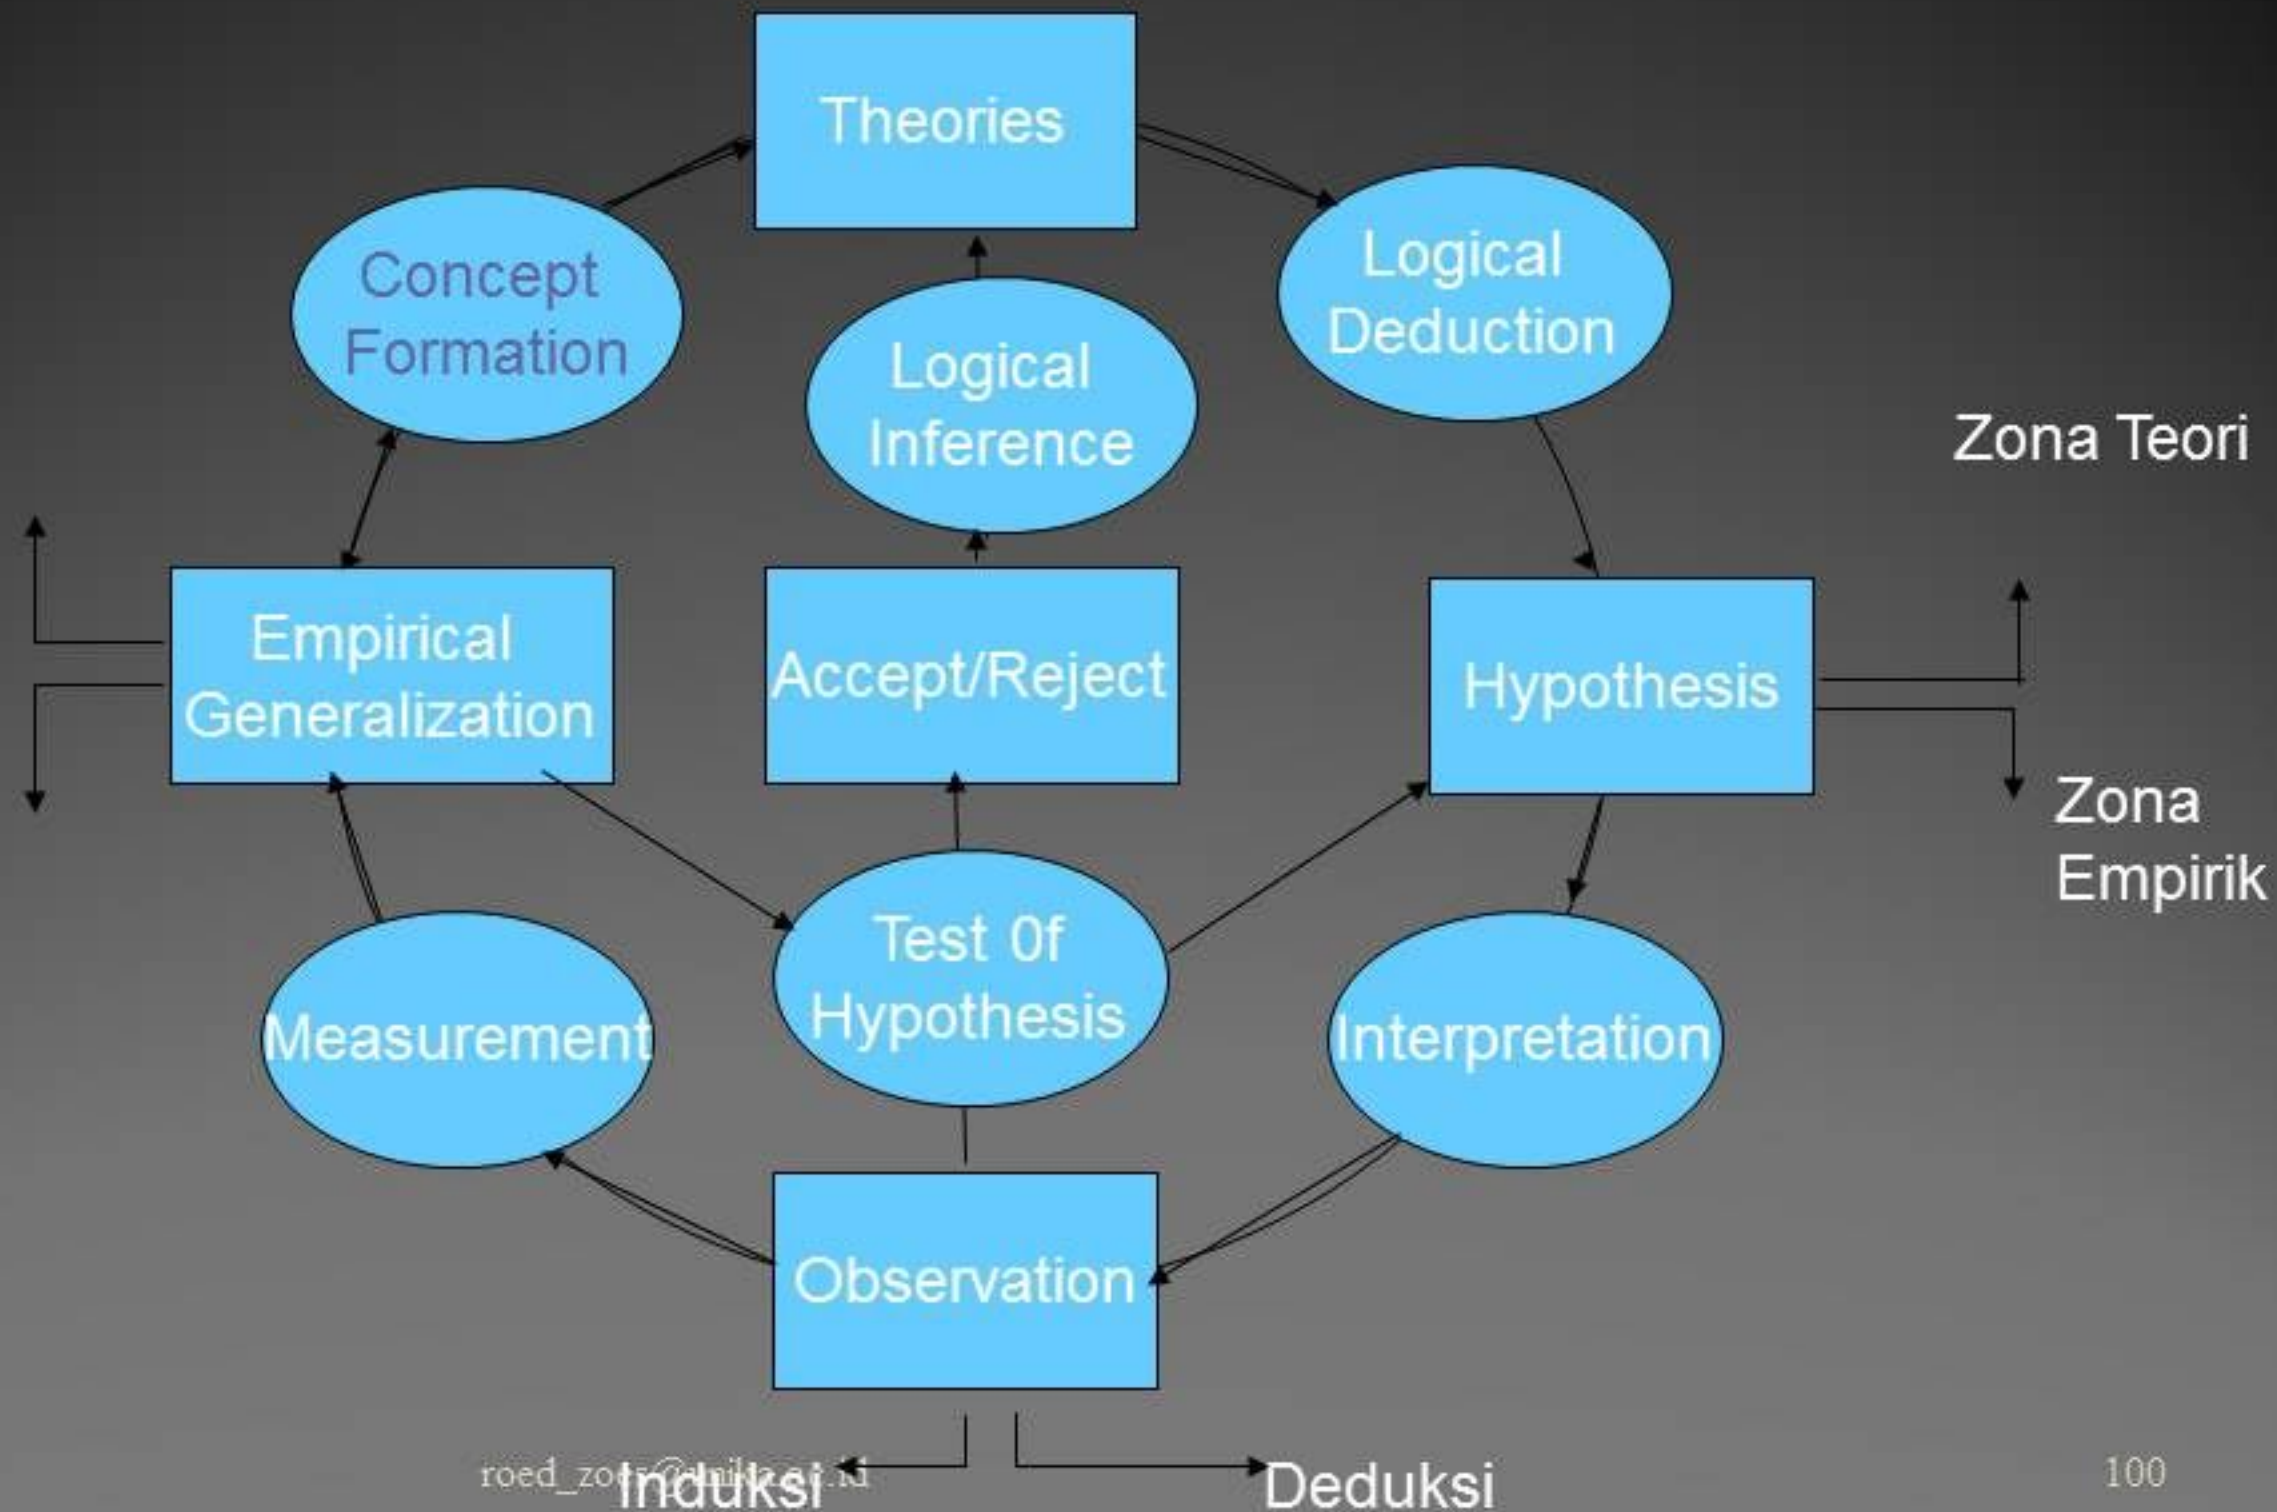 Theories
Concept
Formation
Logical
Deduction
Logical
Inference
Zona Teori
Empirical
Generalization
Accept/Reject
Hypothesis
Zona
Empirik
Measurement
Test 0f
Hypothesis
Interpretation
Observation
Induksi
Deduksi
100